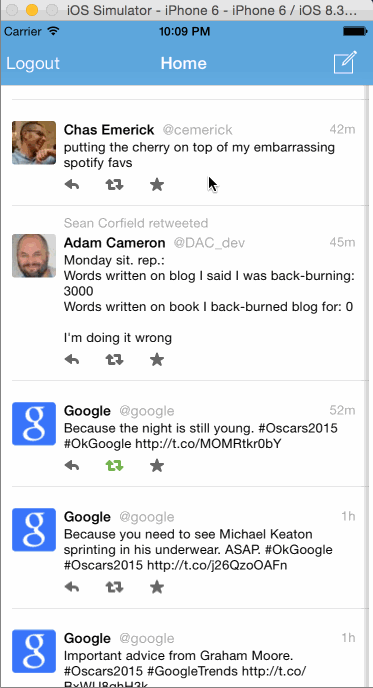 iOS Simulator - iPhone 6 - iPhone 6 / iOS 8.3...
Carrier 10:09 PM
Logout Home
Chas Emerick @cemerick 42m
putting the cherry on top of my embarrassing
spotify favs
Sean Corfield retweeted
Adam Cameron @DAC_dev 45m
Monday sit. rep.:
Words written on blog I said I was back-burning:
3000
Words written on book I back-burned blog for: 0
I'm doing it wrong
g
Google @google 52m
Because the night is still young. #Oscars2015
#OkGoogle http://t.co/MOMRtkr0bY
g
Google @google 1h
Because you need to see Michael Keaton
sprinting in his underwear. ASAP. #OkGoogle
#Oscars2015 http://t.co/j26QzoOAFn
g
Google @google 1h
Important advice from Graham Moore.
#Oscars2015 #GoogleTrends http://t.co/